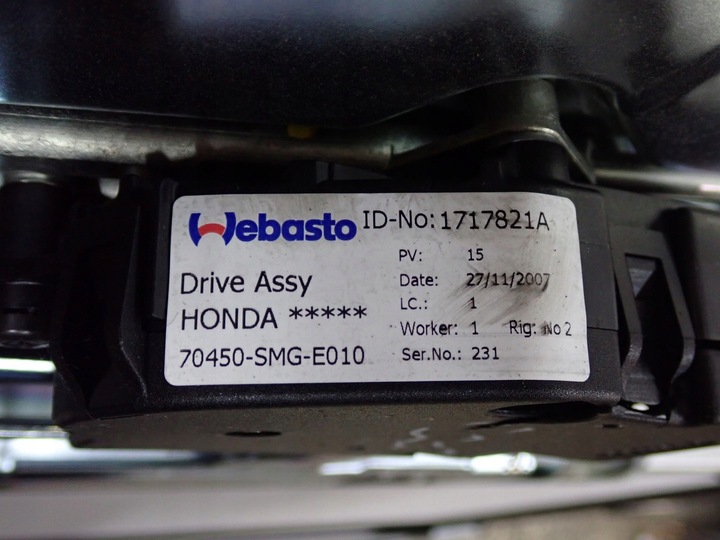 Webasto ID-No:1717821A
PV: 15
Drive Assy Date: 27/11/2007
LC.: 1
HONDA *****
Worker: 1 Rig: No 2
70450-SMG-E010 Ser.No.: 231